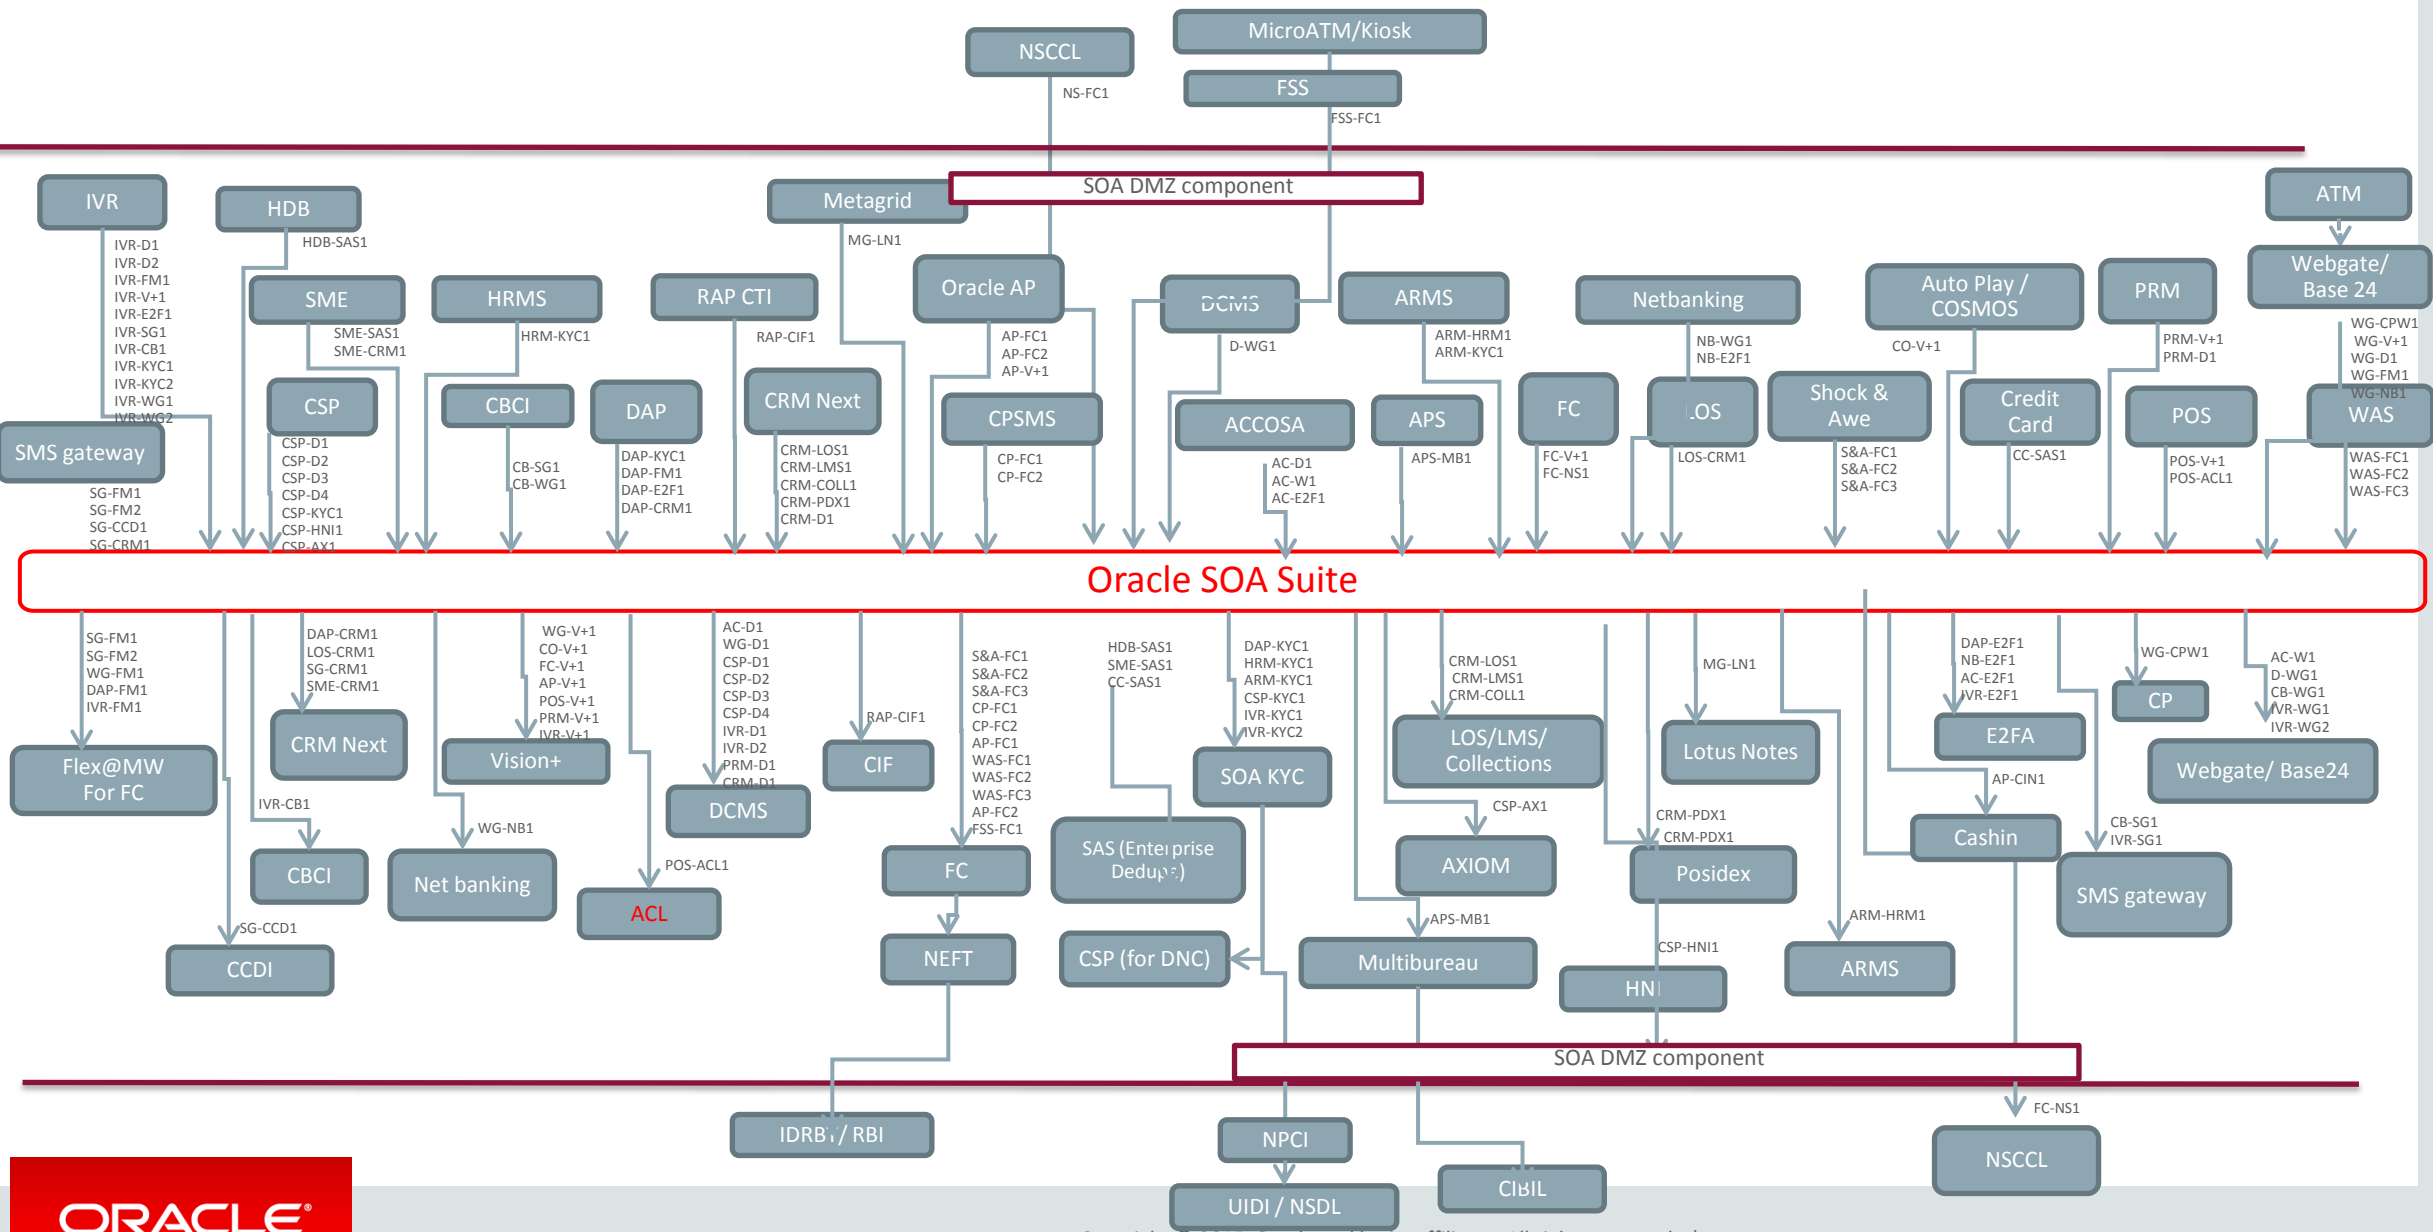 MicroATM/Kiosk
NSCCL
FSS
NS-FC1
FSS-FC1
SOA DMZ component
IVR
HDB
Metagrid
ATM
IVR-D1
IVR-D2
IVR-FM1
IVR-V+1
IVR-E2F1
IVR-SG1
IVR-CB1
IVR-KYC1
IVR-KYC2
IVR-WG1
IVR-WG2
HDB-SAS1
MG-LN1
SME
HRMS
RAP CTI
Oracle AP
DCMS
ARMS
Netbanking
Auto Play /
COSMOS
PRM
Webgate/
Base 24
SME-SAS1
SME-CRM1
HRM-KYC1
RAP-CIF1
AP-FC1
AP-FC2
AP-V+1
D-WG1
ARM-HRM1
ARM-KYC1
NB-WG1
NB-E2F1
CO-V+1
PRM-V+1
PRM-D1
WG-CPW1
WG-V+1
WG-D1
WG-FM1
WG-NB1
SMS gateway
CSP
CBCI
DAP
CRM Next
CPSMS
ACCOSA
APS
FC
LOS
Shock &
Awe
Credit
Card
POS
WAS
SG-FM1
SG-FM2
SG-CCD1
SG-CRM1
CSP-D1
CSP-D2
CSP-D3
CSP-D4
CSP-KYC1
CSP-HNI1
CSP-AX1
CB-SG1
CB-WG1
DAP-KYC1
DAP-FM1
DAP-E2F1
DAP-CRM1
CRM-LOS1
CRM-LMS1
CRM-COLL1
CRM-PDX1
CRM-D1
CP-FC1
CP-FC2
AC-D1
AC-W1
AC-E2F1
APS-MB1
FC-V+1
FC-NS1
LOS-CRM1
S&A-FC1
S&A-FC2
S&A-FC3
CC-SAS1
POS-V+1
POS-ACL1
WAS-FC1
WAS-FC2
WAS-FC3
Oracle SOA Suite
SG-FM1
SG-FM2
WG-FM1
DAP-FM1
IVR-FM1
DAP-CRM1
LOS-CRM1
SG-CRM1
SME-CRM1
WG-V+1
CO-V+1
FC-V+1
AP-V+1
POS-V+1
PRM-V+1
IVR-V+1
AC-D1
WG-D1
CSP-D1
CSP-D2
CSP-D3
CSP-D4
IVR-D1
IVR-D2
PRM-D1
CRM-D1
RAP-CIF1
S&A-FC1
S&A-FC2
S&A-FC3
CP-FC1
CP-FC2
AP-FC1
WAS-FC1
WAS-FC2
WAS-FC3
AP-FC2
FSS-FC1
HDB-SAS1
SME-SAS1
CC-SAS1
DAP-KYC1
HRM-KYC1
ARM-KYC1
CSP-KYC1
IVR-KYC1
IVR-KYC2
CRM-LOS1
CRM-LMS1
CRM-COLL1
MG-LN1
DAP-E2F1
NB-E2F1
AC-E2F1
IVR-E2F1
WG-CPW1
AC-W1
D-WG1
CB-WG1
IVR-WG1
IVR-WG2
Flex@MW
For FC
CRM Next
Vision+
DCMS
CIF
SOA KYC
LOS/LMS/
Collections
Lotus Notes
E2FA
CP
Webgate/ Base24
IVR-CB1
WG-NB1
POS-ACL1
CSP-AX1
CRM-PDX1
CRM-PDX1
AP-CIN1
CB-SG1
IVR-SG1
CBCI
Net banking
ACL
FC
SAS (Enterprise
Dedupe)
AXIOM
Posidex
Cashin
SMS gateway
SG-CCD1
APS-MB1
CSP-HNI1
ARM-HRM1
CCDI
NEFT
CSP (for DNC)
Multibureau
HNI
ARMS
SOA DMZ component
FC-NS1
IDRBT/ RBI
NPCI
NSCCL
UIDI / NSDL
CIBIL
ORACLE®